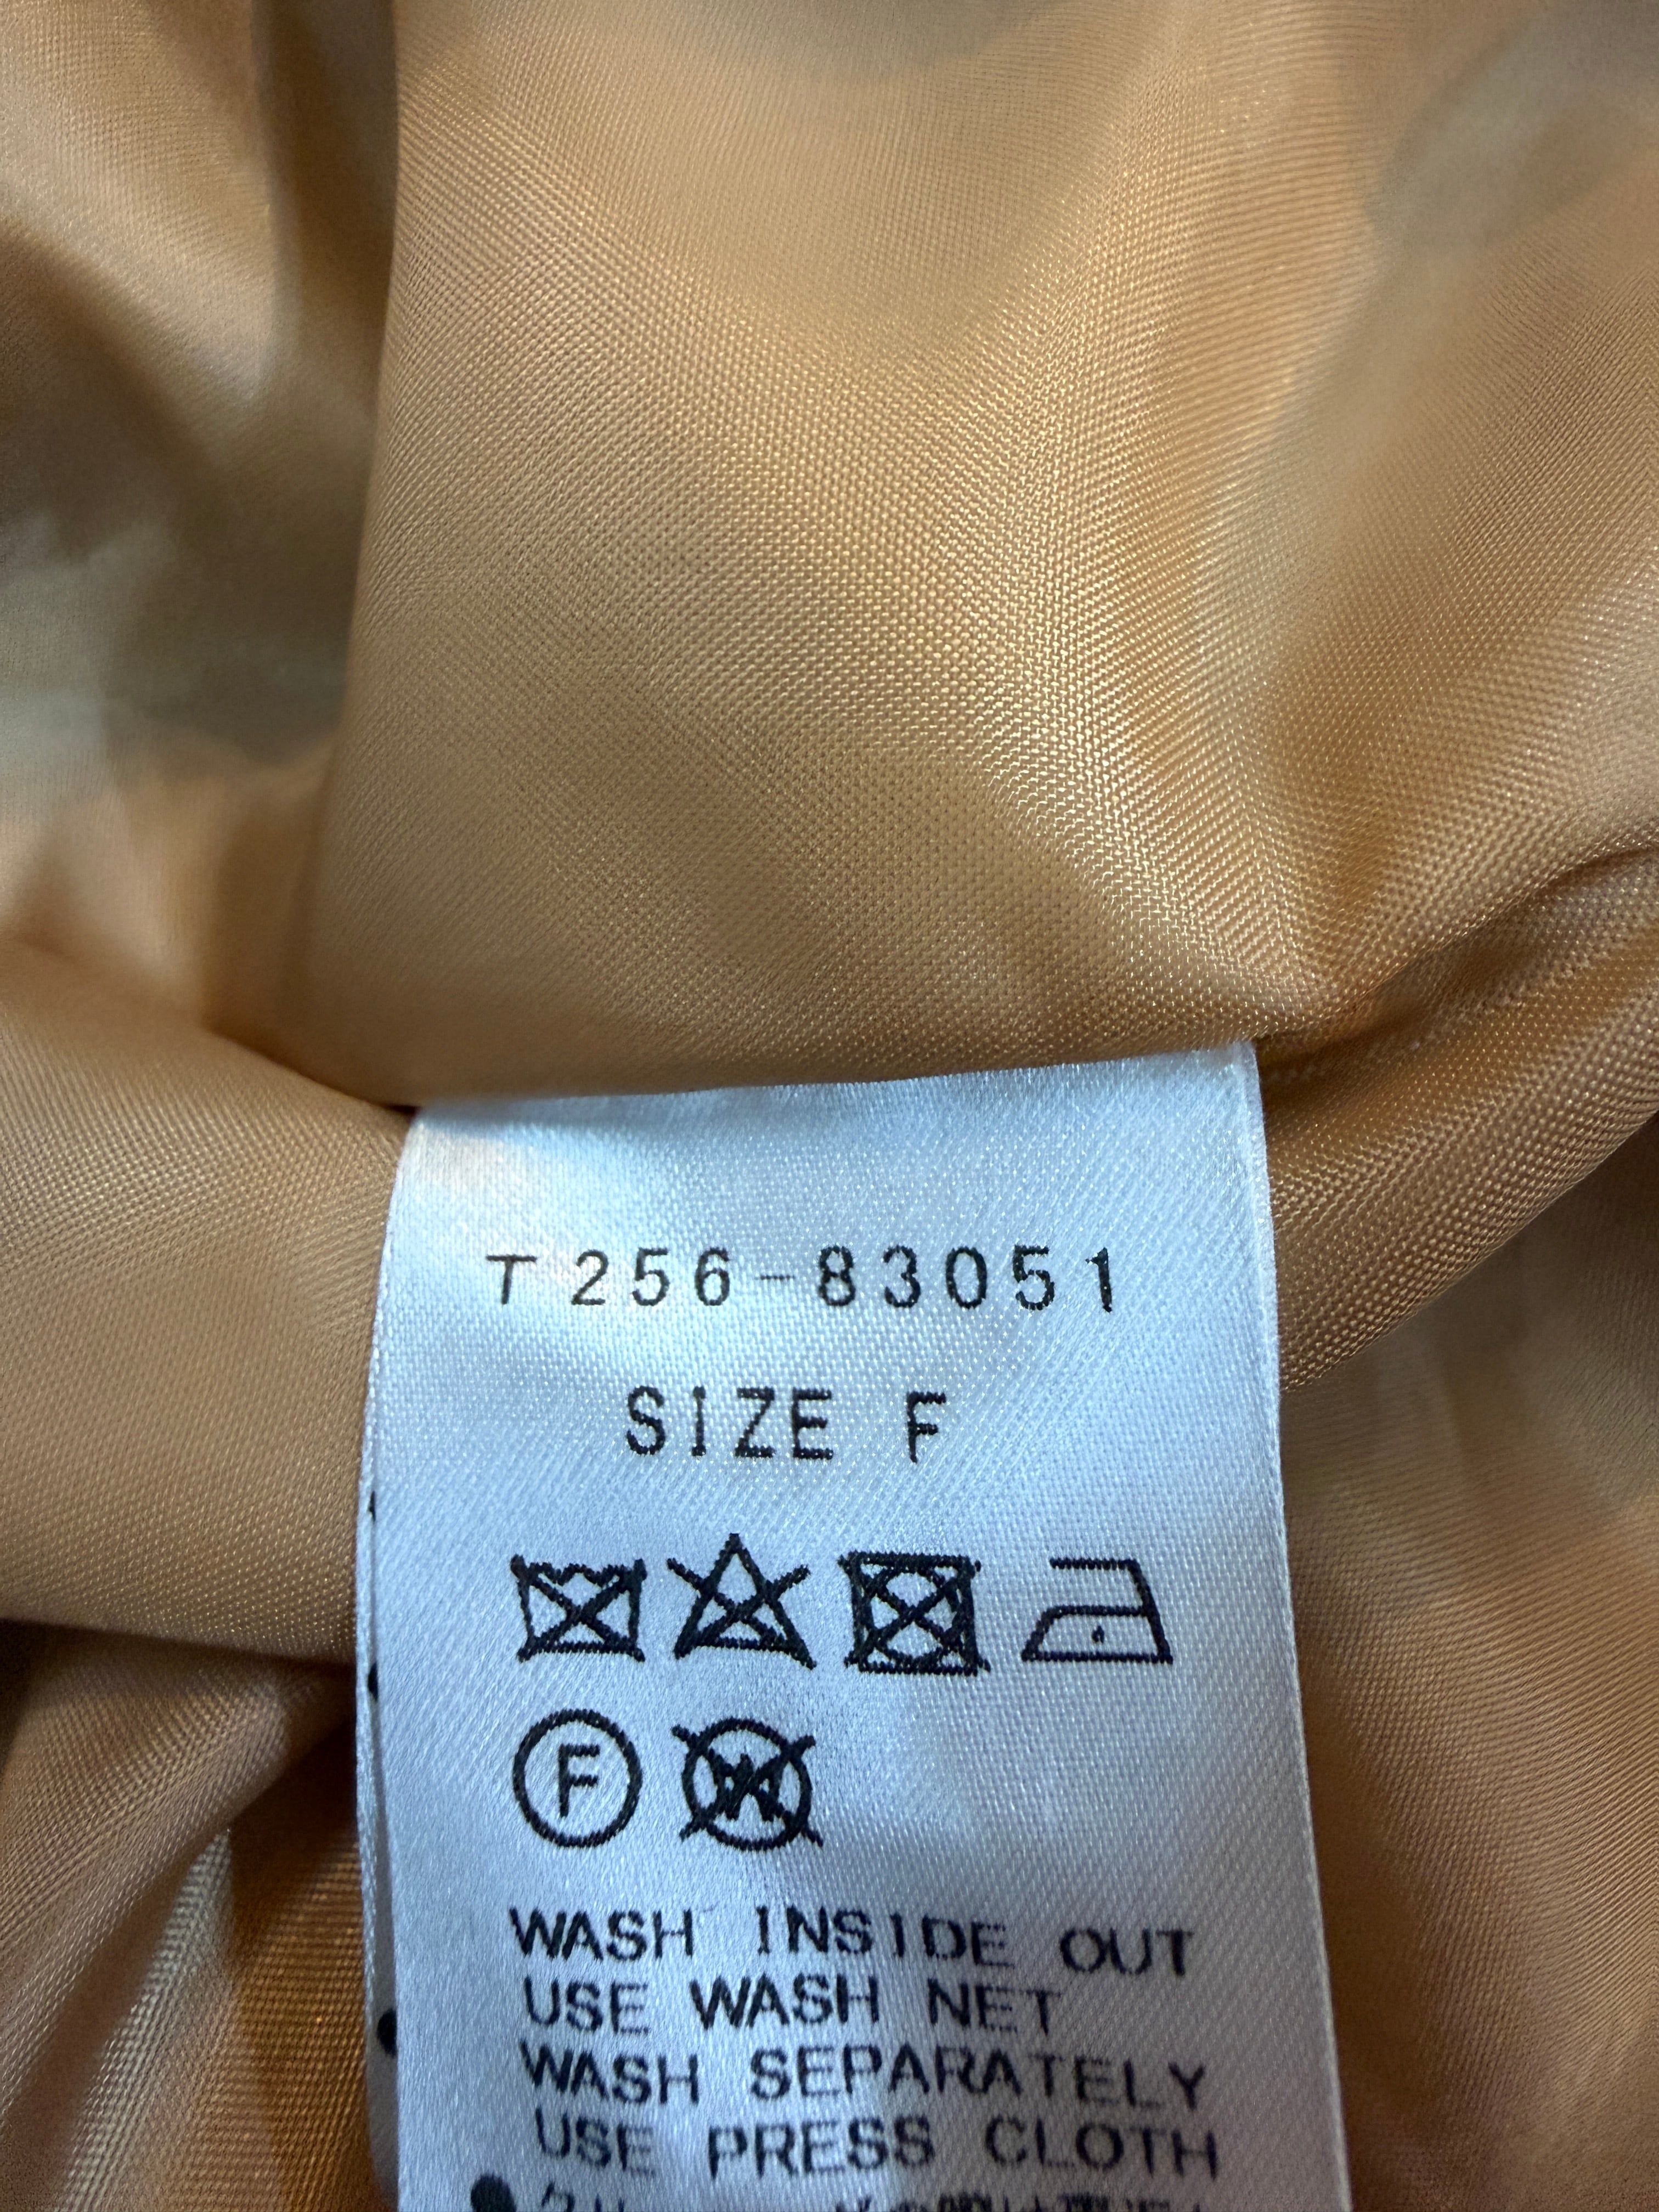 T256-83051
SIZE F
F
W
WASH INSIDE OUT
USE WASH NET
WASH SEPARATELY
USE PRESS CLOTH